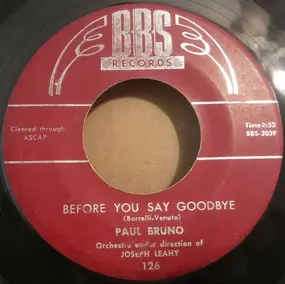 BBS
RECORDS
Cleared through
ASCAP
Time 2:52
BBS-3039
BEFORE YOU SAY GOODBYE
(Borrelli-Venuto)
PAUL BRUNO
Orchestra under direction of
JOSEPH LEAHY
126